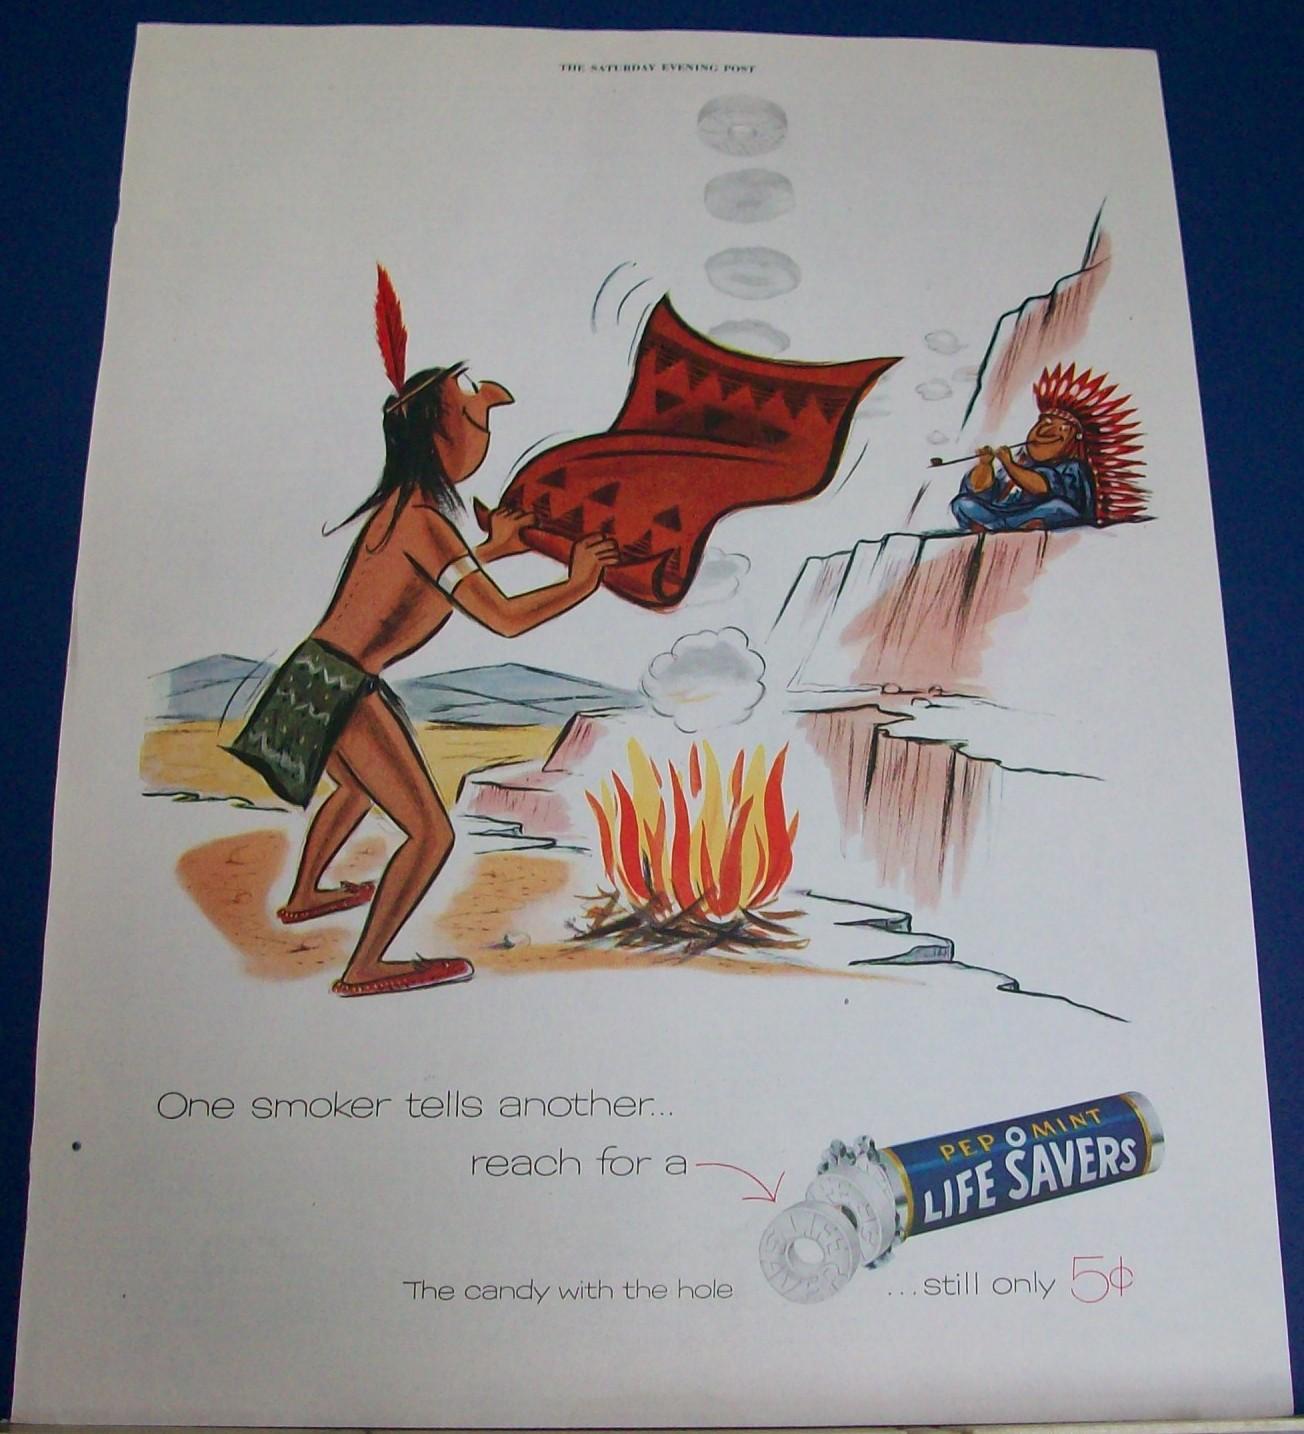 THE SATURDAY EVENING POST
One smoker tells another...
reach for a
PEP O MINT
LIFE SAVERS
The candy with the hole
...still only 5¢